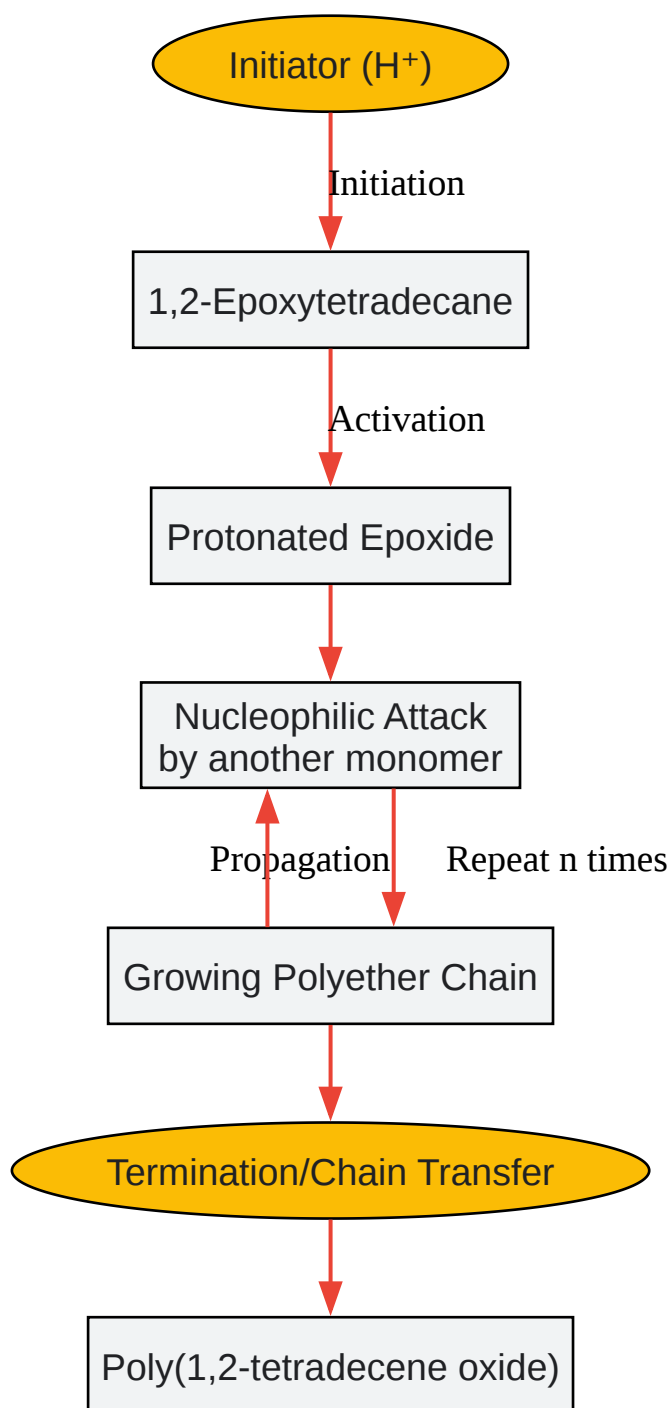 Initiator (H⁺)
Initiation
1,2-Epoxytetradecane
Activation
Protonated Epoxide
Nucleophilic Attack
by another monomer
Propagation
Repeat n times
Growing Polyether Chain
Termination/Chain Transfer
Poly(1,2-tetradecene oxide)